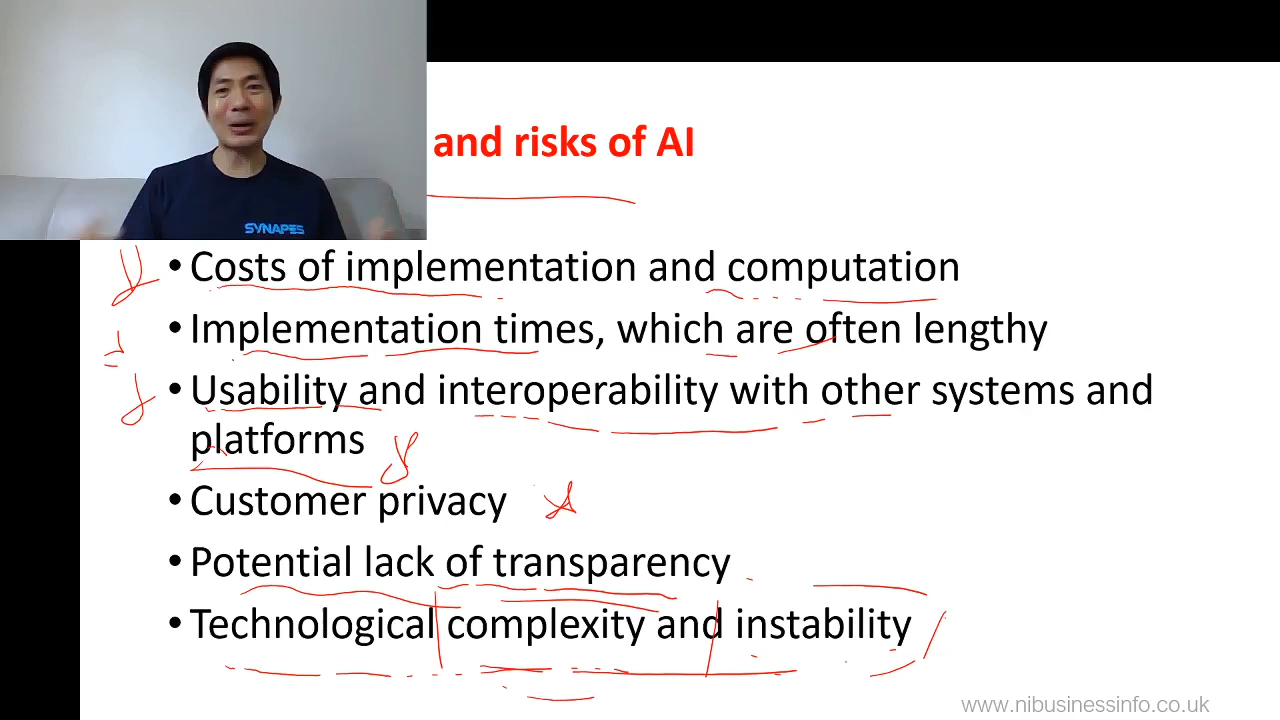 SYNAPES
and risks of AI
• Costs of implementation and computation
• Implementation times, which are often lengthy
• Usability and interoperability with other systems and
platforms
• Customer privacy
• Potential lack of transparency
• Technological complexity and instability
www.nibusinessinfo.co.uk